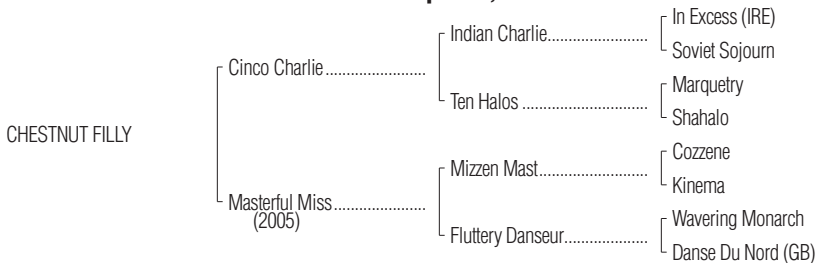 In Excess (IRE)
Indian Charlie......................
Soviet Sojourn
Cinco Charlie ........................
Marquetry
Ten Halos ...........................
Shahalo
CHESTNUT FILLY
Cozzene
Mizzen Mast........................
Kinema
Masterful Miss......................
(2005)
Wavering Monarch
Fluttery Danseur..................
Danse Du Nord (GB)